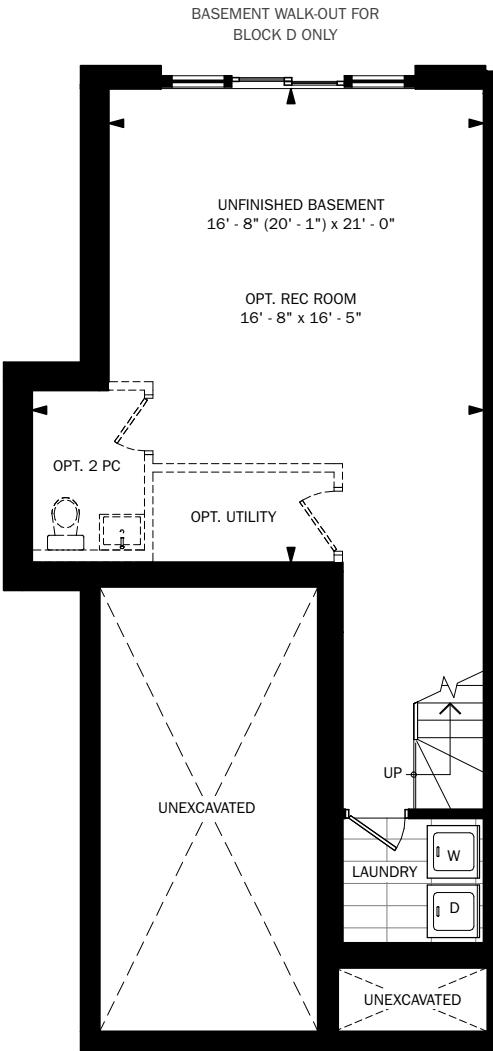 BASEMENT WALK-OUT FOR
BLOCK D ONLY
UNFINISHED BASEMENT
16' - 8" (20' - 1") x 21' - 0"
OPT. REC ROOM
16' - 8" x 16' - 5"
OPT. 2 PC
OPT. UTILITY
UP
UNEXCAVATED
W
LAUNDRY
D
UNEXCAVATED